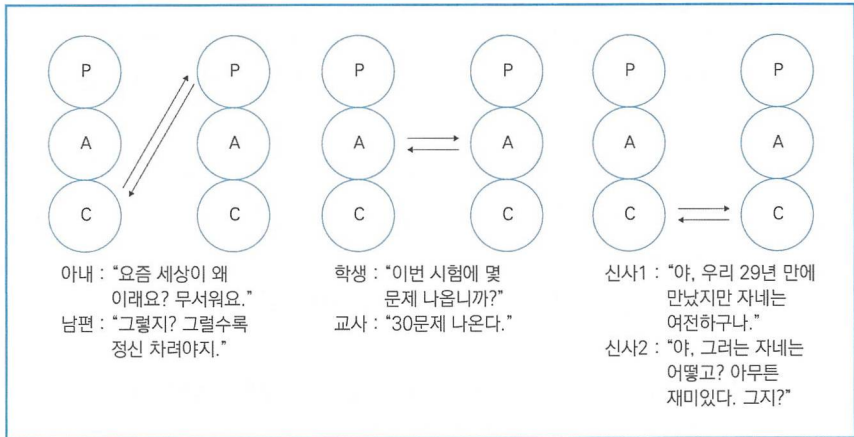 P P P P P P
A A A A A A
C C C C C C
아내 : “요즘 세상이 왜
이래요? 무서워요.”
남편 : “그렇지? 그럴수록
정신 차려야지.”
학생 : “이번 시험에 몇
문제 나옵니까?”
교사 : “30문제 나온다.”
신사1 : “야, 우리 29년 만에
만났지만 자네는
여전하구나.”
신사2 : “야, 그러는 자네는
어떻고? 아무튼
재미있다. 그지?”